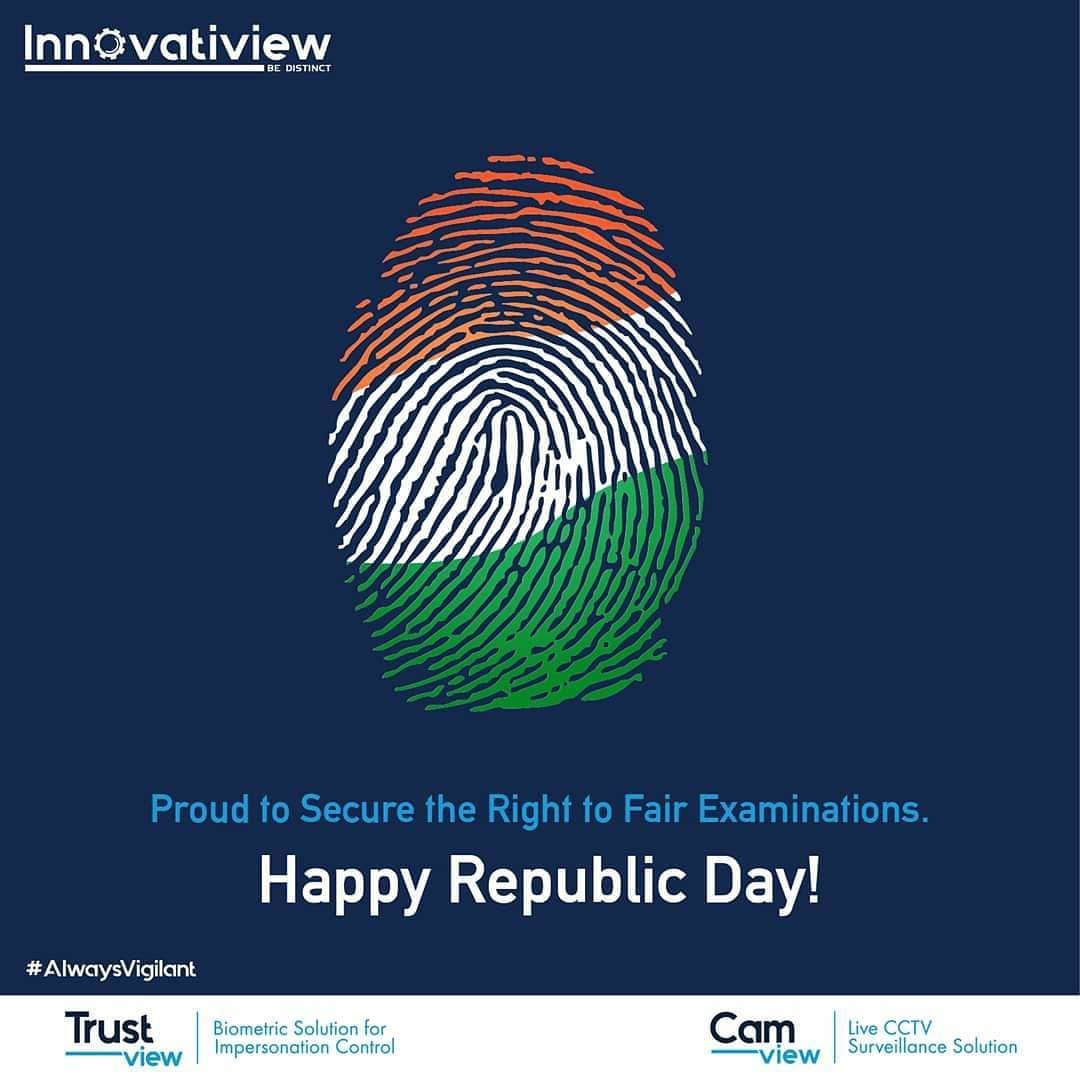 Innovatiview
BE DISTINCT
Proud to Secure the Right to Fair Examinations.
Happy Republic Day!
#AlwaysVigilant
Trust
view
Biometric Solution for
Impersonation Control
Cam
view
Live CCTV
Surveillance Solution